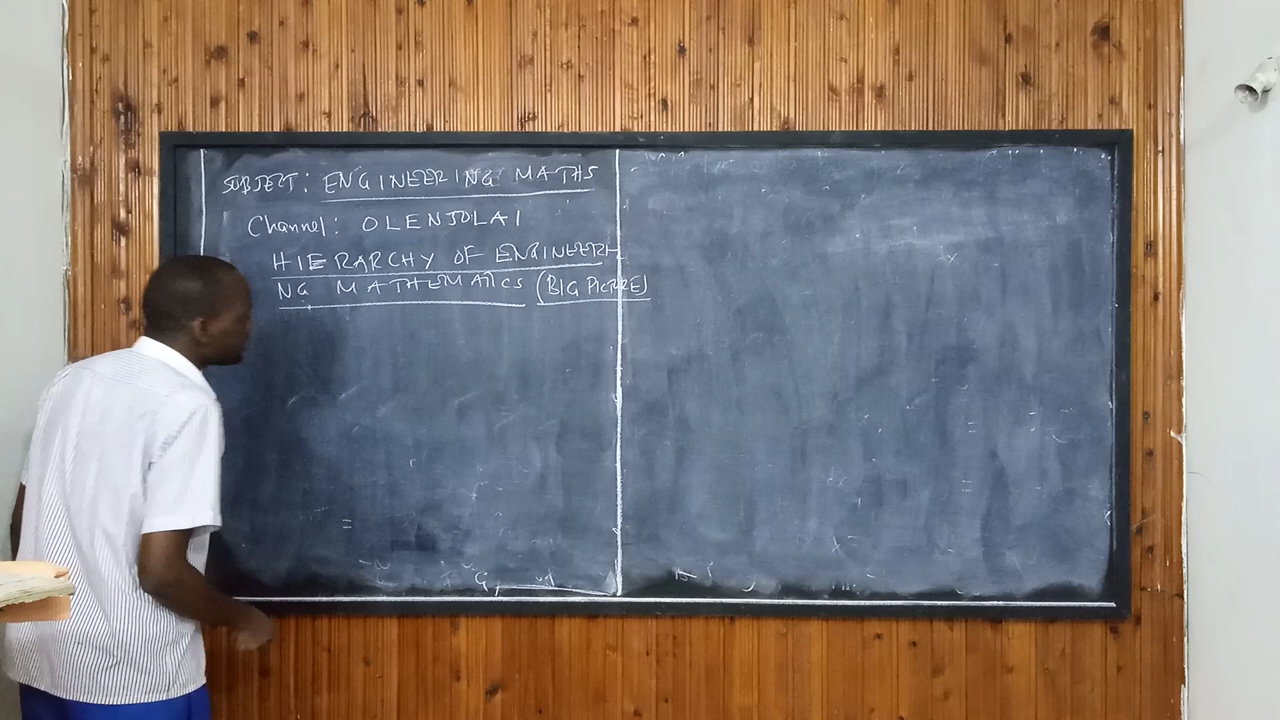 SUBJECT: ENGINEERING MATHS
Channel: OLENJOLAI
HIERARCHY OF ENGINEERI
NG MATHEMATICS (BIG PICTURE)